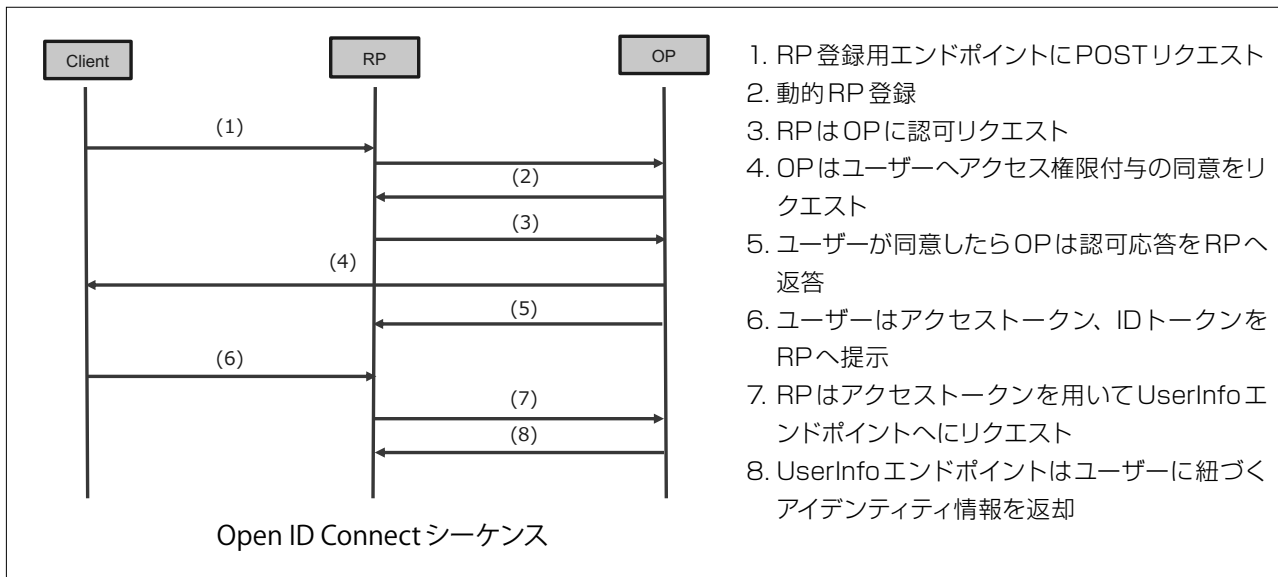 Client
RP
OP
(1)
(2)
(3)
(4)
(5)
(6)
(7)
(8)
Open ID Connectシーケンス
1. RP登録用エンドポイントにPOSTリクエスト
2. 動的RP登録
3. RPはOPに認可リクエスト
4. OPはユーザーへアクセス権限付与の同意をリ
クエスト
5. ユーザーが同意したらOPは認可応答をRPへ
返答
6. ユーザーはアクセストークン、IDトークンを
RPへ提示
7. RPはアクセストークンを用いてUserInfoエ
ンドポイントへにリクエスト
8. UserInfoエンドポイントはユーザーに紐づく
アイデンティティ情報を返却